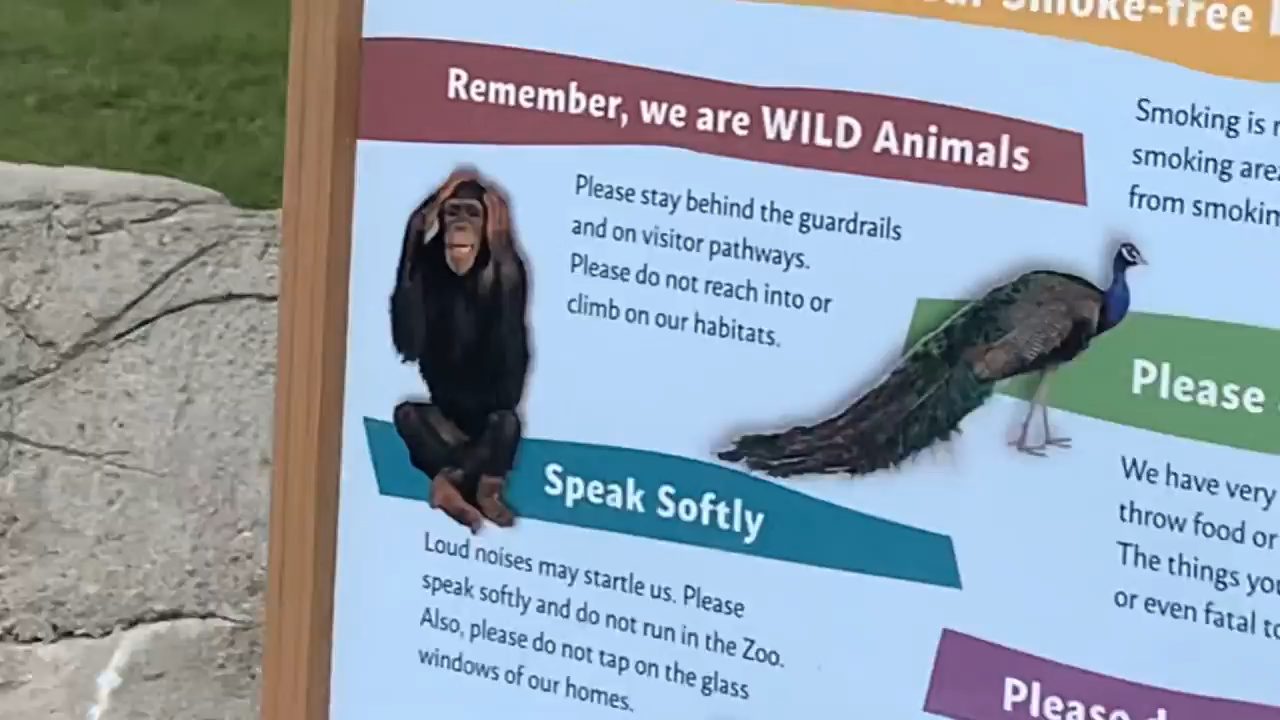 Smoke-free
Remember, we are WILD Animals
Please stay behind the guardrails
and on visitor pathways.
Please do not reach into or
climb on our habitats.
Speak Softly
Loud noises may startle us. Please
speak softly and do not run in the Zoo.
Also, please do not tap on the glass
windows of our homes.
Smoking is
smoking
from
Please
We have very
throw food or
The things
or even fatal
Please